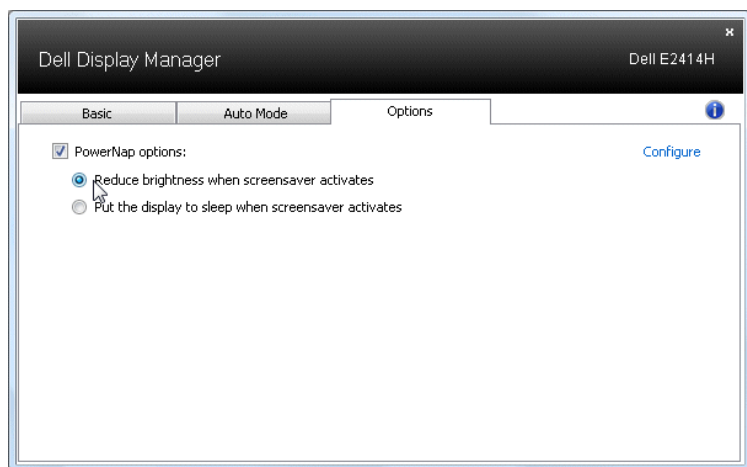 Dell Display Manager
Dell E2414H
Basic
Auto Mode
Options
PowerNap options:
Configure
Reduce brightness when screensaver activates
Put the display to sleep when screensaver activates